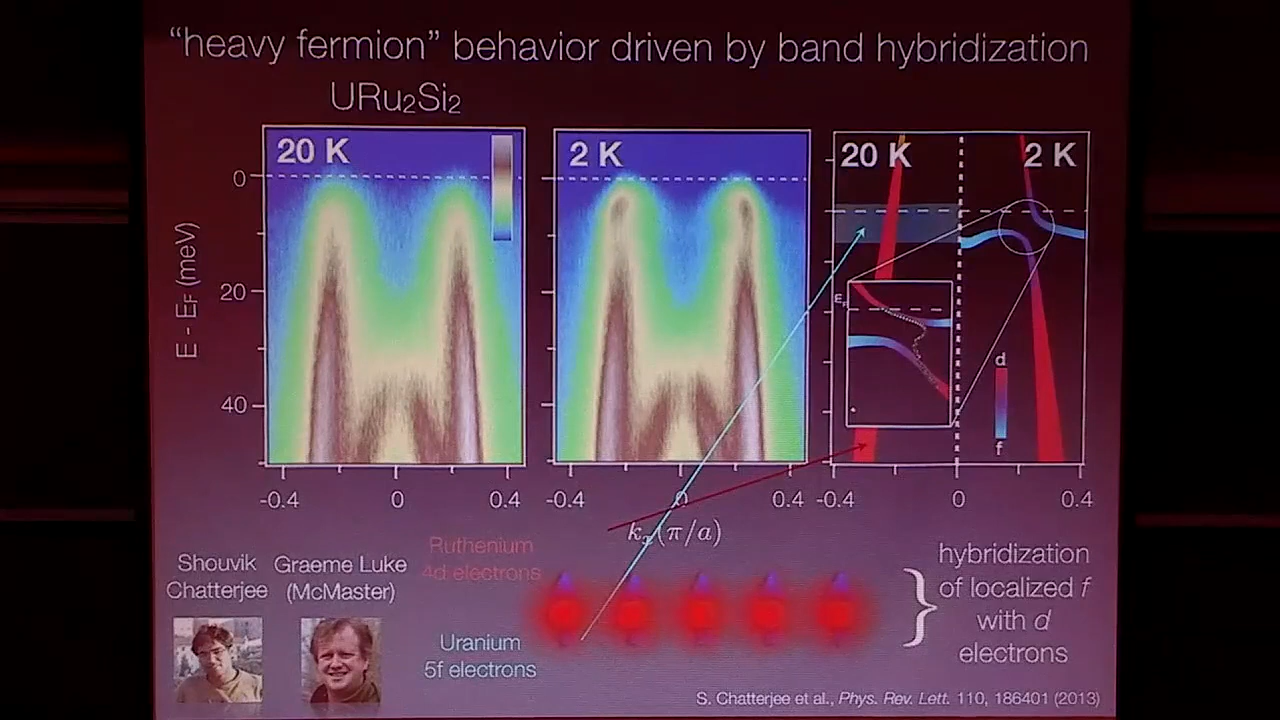 “heavy fermion” behavior driven by band hybridization
URu2Si2
20 K
2 K
20 K
2 K
0
20
40
E - EF (meV)
EF
d
f
-0.4
0
0.4
-0.4
0
0.4
-0.4
0
0.4
kx(π/a)
Shouvik
Chatterjee
Graeme Luke
(McMaster)
Ruthenium
4d electrons
Uranium
5f electrons
}
hybridization
of localized f
with d
electrons
S. Chatterjee et al., Phys. Rev. Lett. 110, 186401 (2013)